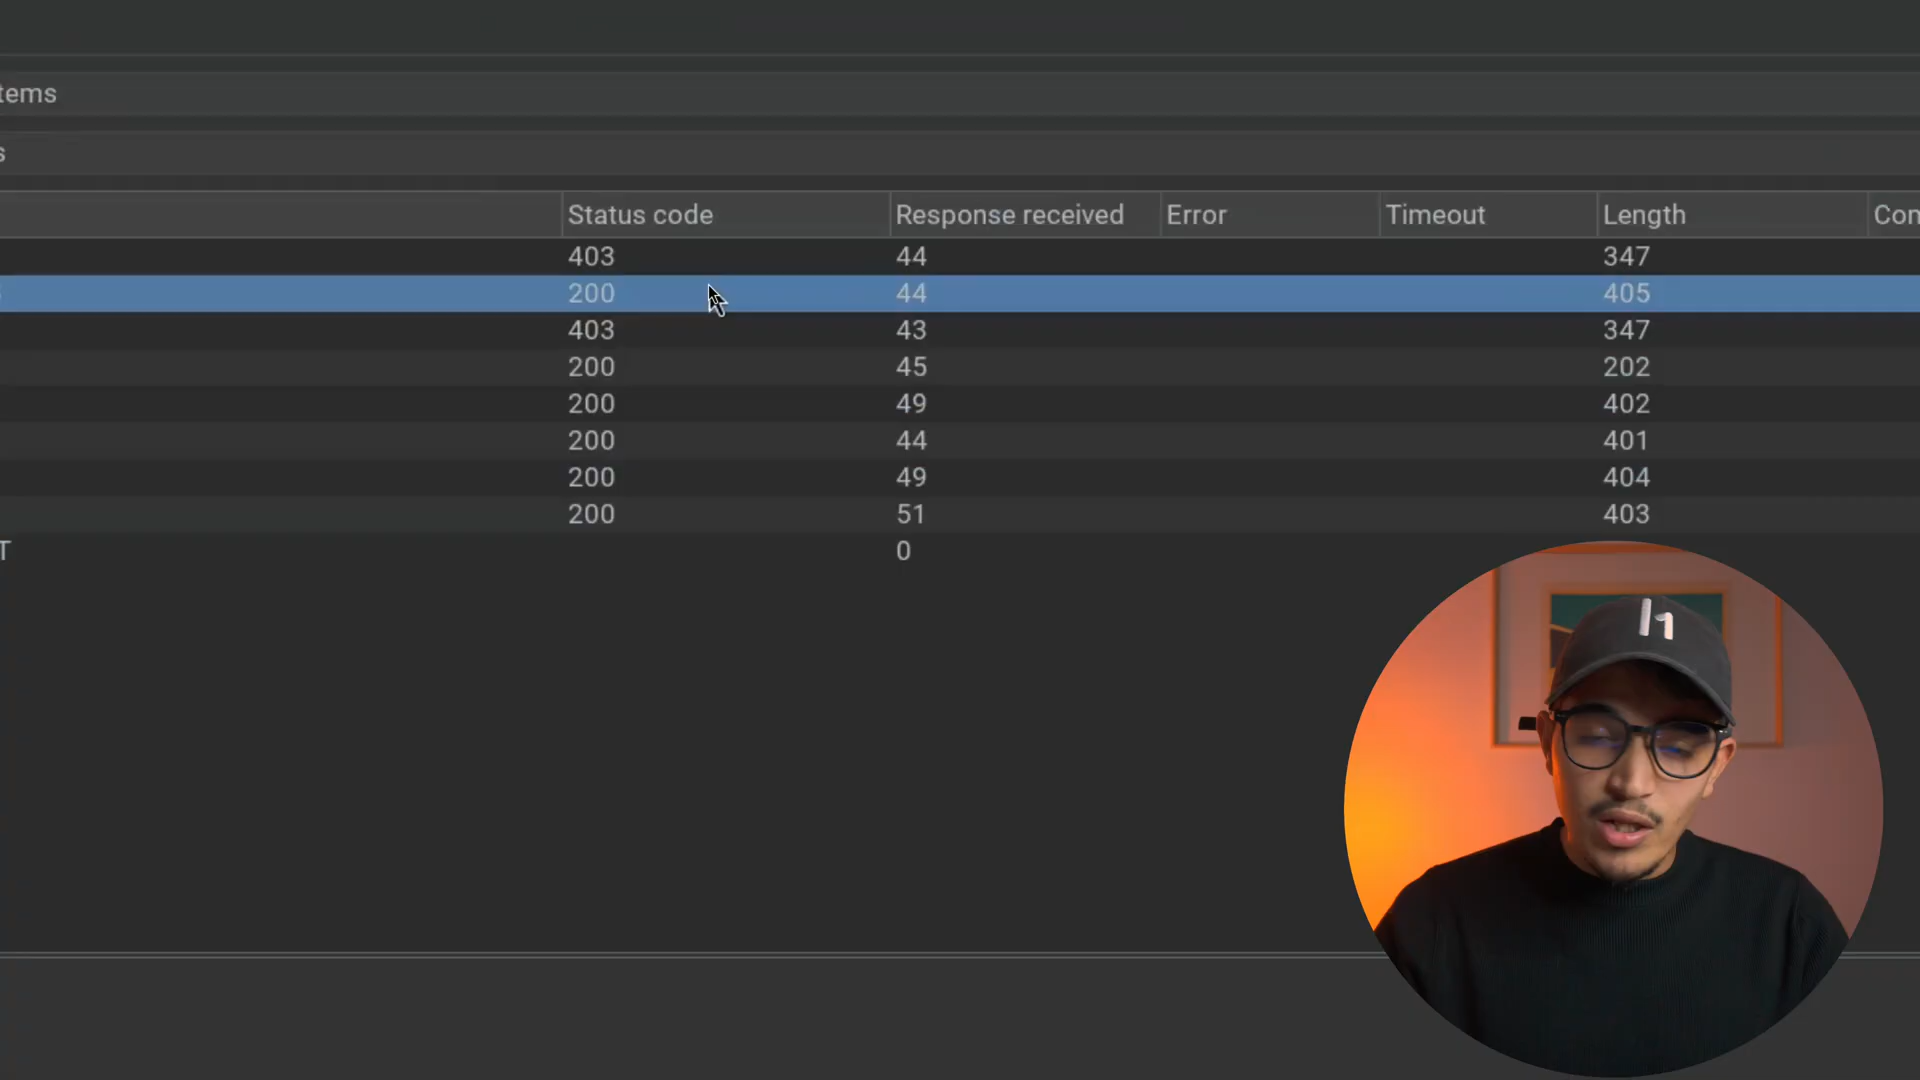 tems
s
Status code Response received Error Timeout Length Con
403 44 347
200 44 405
403 43 347
200 45 202
200 49 402
200 44 401
200 49 404
200 51 403
T 0
h1